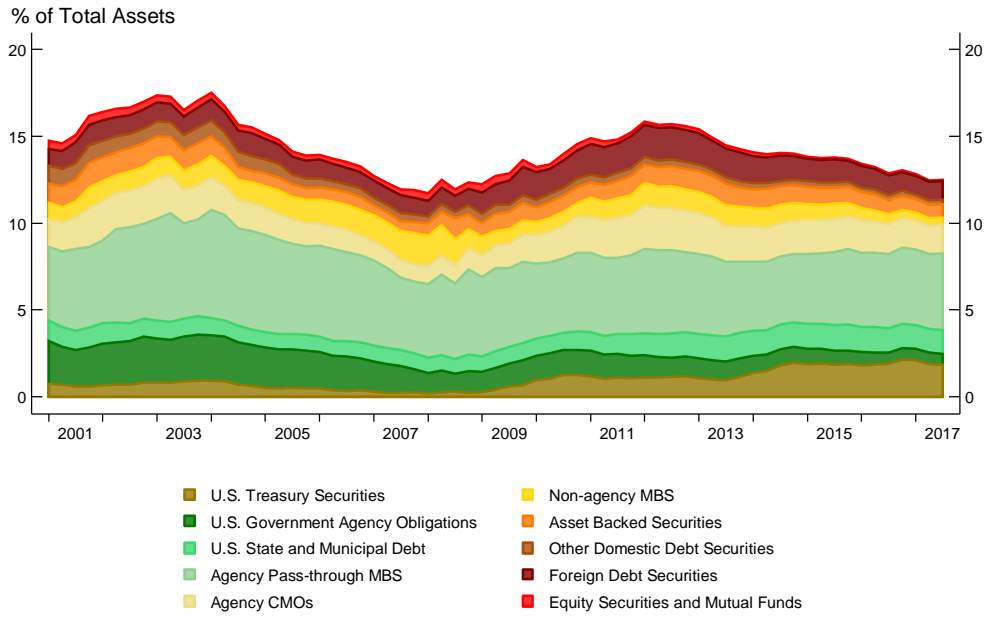 % of Total Assets
20 20
15 15
10 10
5 5
0 0
2001 2003 2005 2007 2009 2011 2013 2015 2017
U.S. Treasury Securities
U.S. Government Agency Obligations
U.S. State and Municipal Debt
Agency Pass-through MBS
Agency CMOs
Non-agency MBS
Asset Backed Securities
Other Domestic Debt Securities
Foreign Debt Securities
Equity Securities and Mutual Funds